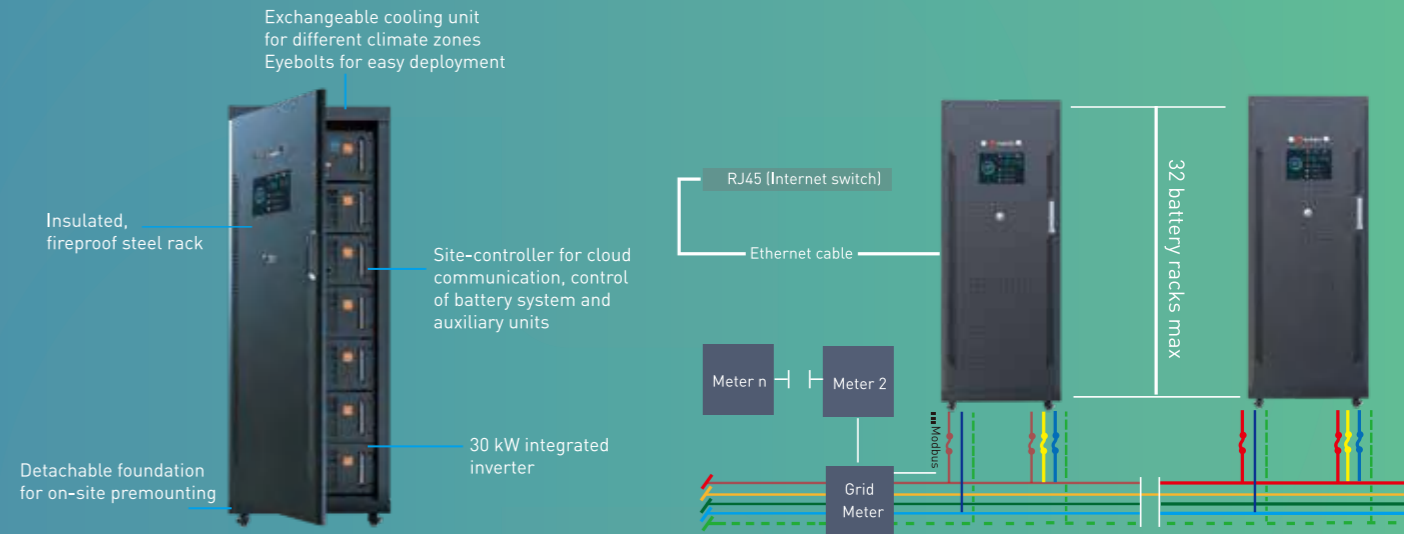 Exchangeable cooling unit
for different climate zones
Eyebolts for easy deployment
Insulated,
fireproof steel rack
Site-controller for cloud
communication, control
of battery system and
auxiliary units
30 kW integrated
inverter
Detachable foundation
for on-site premounting
RJ45 (Internet switch)
Ethernet cable
32 battery racks max
Meter n
Meter 2
Modbus
Grid
Meter